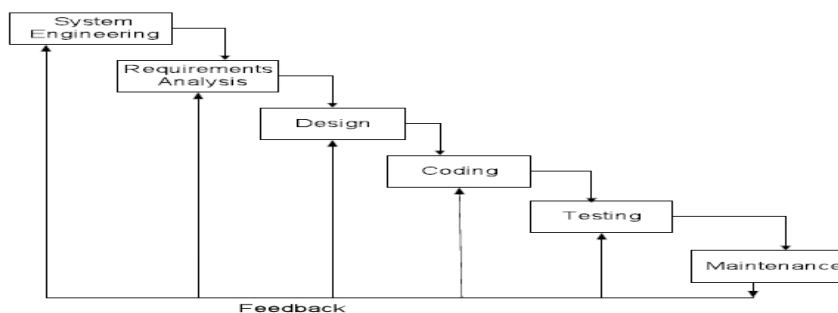 System
Engineering
Requirements
Analysis
Design
Coding
Testing
Maintenance
Feedback